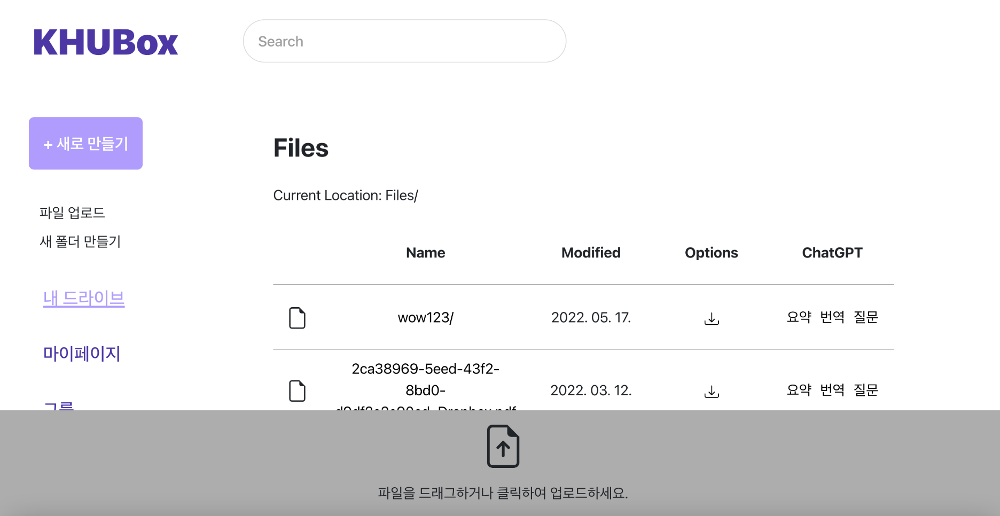 KHUBox
Search
+ 새로 만들기
파일 업로드
새 폴더 만들기
내 드라이브
마이페이지
그룹
Files
Current Location: Files/
Name Modified Options ChatGPT
wow123/ 2022. 05. 17. 요약 번역 질문
2ca38969-5eed-43f2-
8bd0- 2022. 03. 12. 요약 번역 질문
파일을 드래그하거나 클릭하여 업로드하세요.